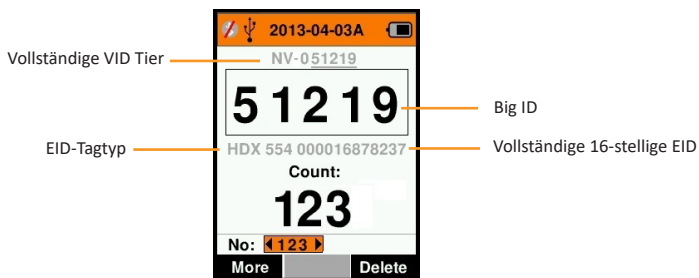 2013-04-03A
Vollständige VID Tier
NV-051219
51219
Big ID
EID-Tagtyp
HDX 554 000016878237
Vollständige 16-stellige EID
Count:
123
No: 123
More Delete